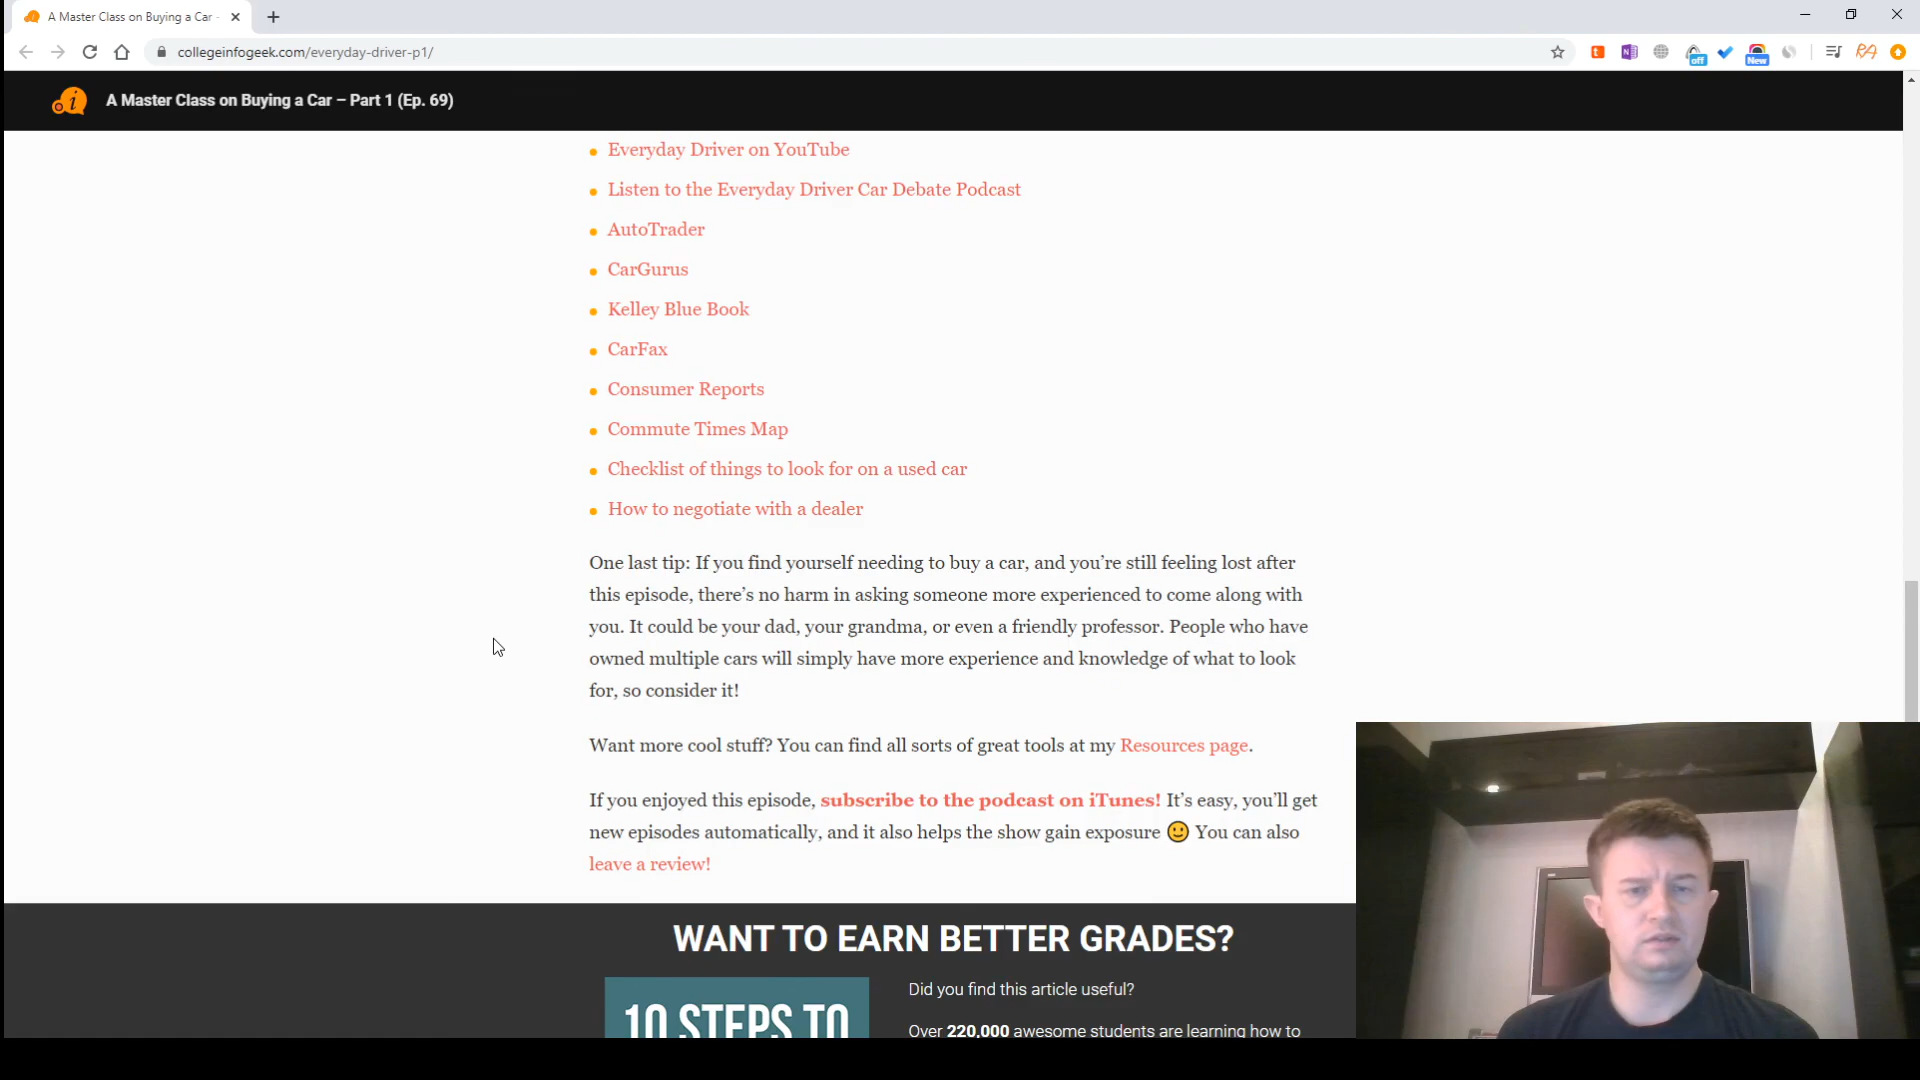 A Master Class on Buying a Car -
collegeinfogeek.com/everyday-driver-p1/
off
New
A Master Class on Buying a Car – Part 1 (Ep. 69)
Everyday Driver on YouTube
Listen to the Everyday Driver Car Debate Podcast
AutoTrader
CarGurus
Kelley Blue Book
CarFax
Consumer Reports
Commute Times Map
Checklist of things to look for on a used car
How to negotiate with a dealer
One last tip: If you find yourself needing to buy a car, and you’re still feeling lost after
this episode, there’s no harm in asking someone more experienced to come along with
you. It could be your dad, your grandma, or even a friendly professor. People who have
owned multiple cars will simply have more experience and knowledge of what to look
for, so consider it!
Want more cool stuff? You can find all sorts of great tools at my Resources page.
If you enjoyed this episode, subscribe to the podcast on iTunes! It’s easy, you’ll get
new episodes automatically, and it also helps the show gain exposure 🙂 You can also
leave a review!
WANT TO EARN BETTER GRADES?
10 STEPS TO
Did you find this article useful?
Over 220,000 awesome students are learning how to